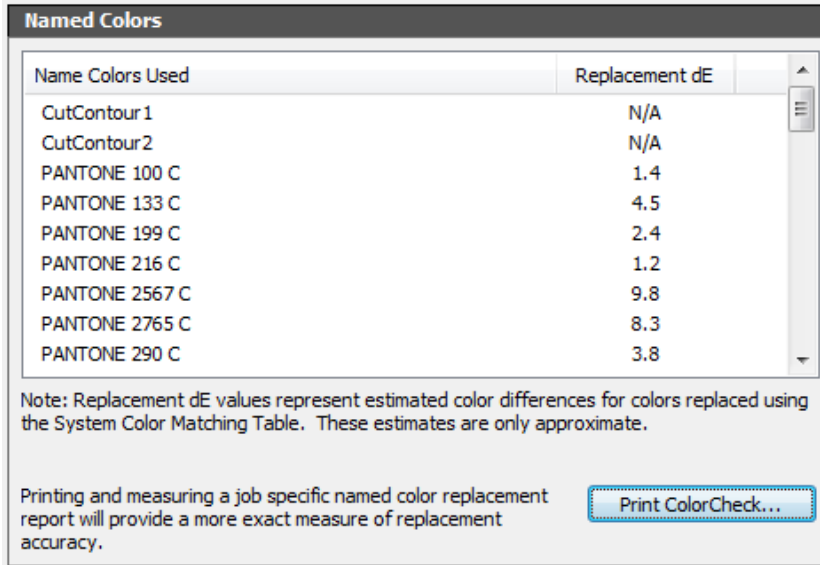 Named Colors
Name Colors Used Replacement dE
CutContour1 N/A
CutContour2 N/A
PANTONE 100 C 1.4
PANTONE 133 C 4.5
PANTONE 199 C 2.4
PANTONE 216 C 1.2
PANTONE 2567 C 9.8
PANTONE 2765 C 8.3
PANTONE 290 C 3.8
Note: Replacement dE values represent estimated color differences for colors replaced using
the System Color Matching Table. These estimates are only approximate.
Printing and measuring a job specific named color replacement
report will provide a more exact measure of replacement
accuracy.
Print ColorCheck...